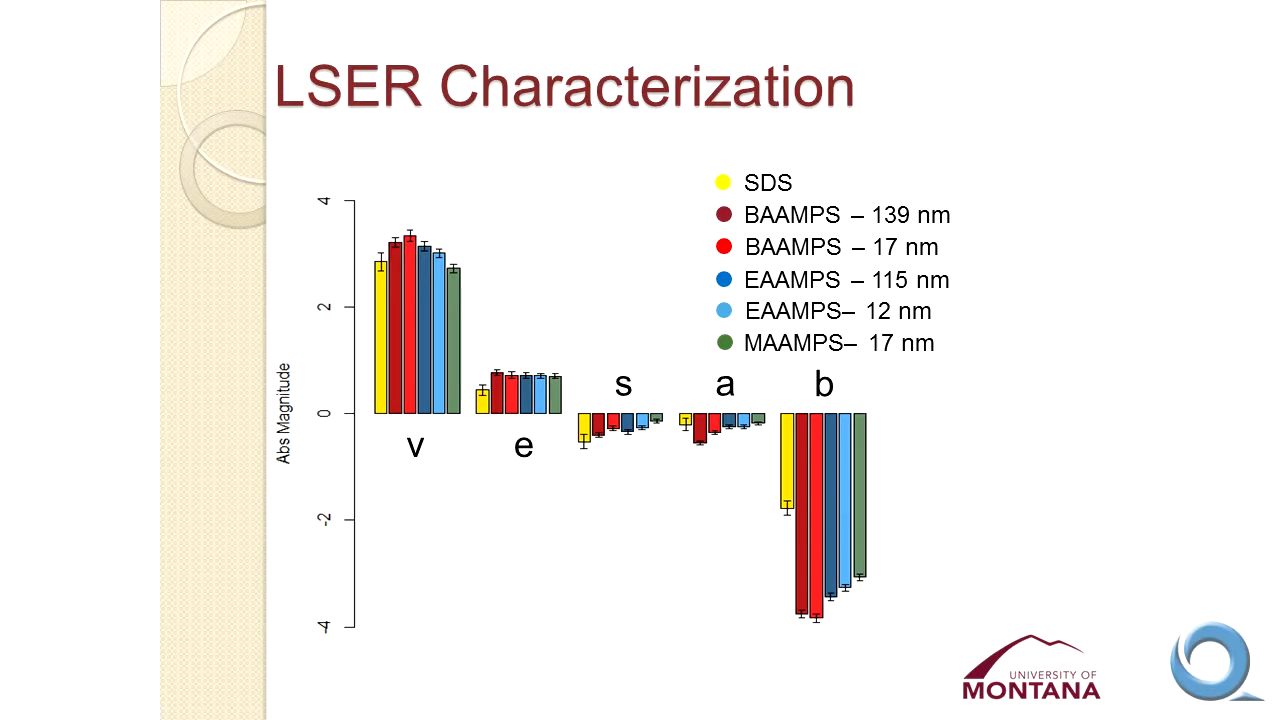 LSER Characterization
SDS
BAAMPS – 139 nm
BAAMPS – 17 nm
EAAMPS – 115 nm
EAAMPS– 12 nm
MAAMPS– 17 nm
Abs Magnitude
4
2
0
-2
-4
v
e
s
a
b
UNIVERSITY OF
MONTANA